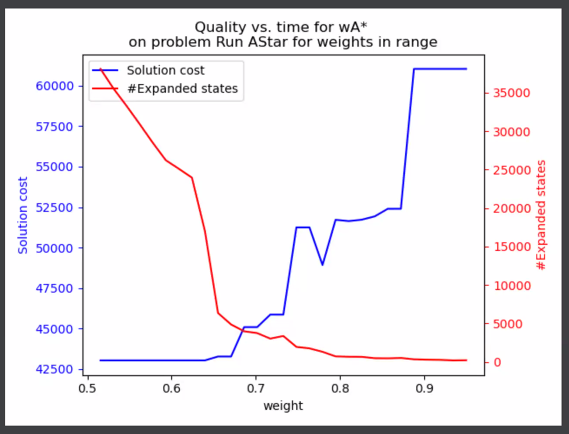 Quality vs. time for wA*
on problem Run AStar for weights in range
Solution cost
#Expanded states
60000
57500
55000
52500
50000
47500
45000
42500
Solution cost
35000
30000
25000
20000
15000
10000
5000
0
#Expanded states
0.5 0.6 0.7 0.8 0.9
weight